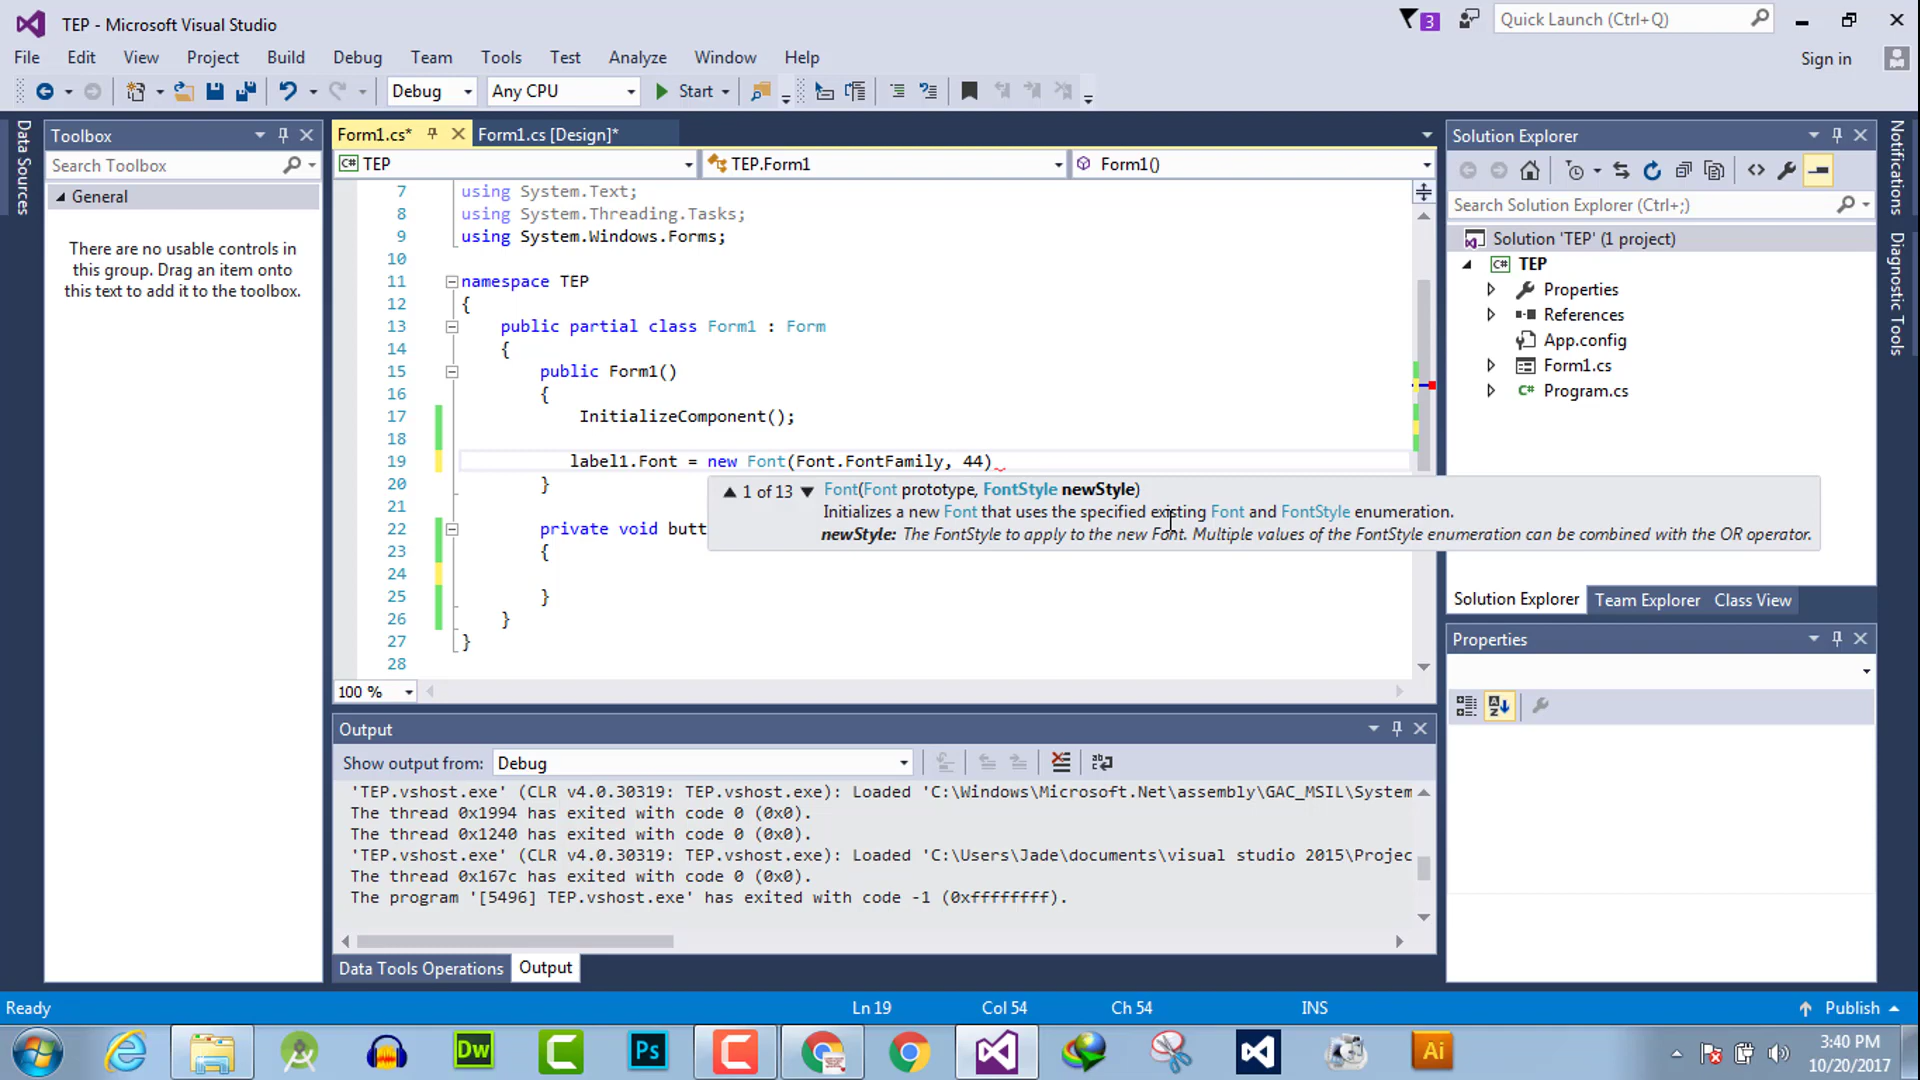 TEP - Microsoft Visual Studio
3
Quick Launch (Ctrl+Q)
File Edit View Project Build Debug Team Tools Test Analyze Window Help
Sign in
Debug
Any CPU
Start
Data Sources
Toolbox
Search Toolbox
General
There are no usable controls in
this group. Drag an item onto
this text to add it to the toolbox.
Form1.cs*
Form1.cs [Design]*
C# TEP
TEP.Form1
Form1()
7 using System.Text;
8 using System.Threading.Tasks;
9 using System.Windows.Forms;
10
11 namespace TEP
12 {
13 public partial class Form1 : Form
14 {
15 public Form1()
16 {
17 InitializeComponent();
18
19 label1.Font = new Font(Font.FontFamily, 44)
20 }
21
22 private void butt
23 {
24
25 }
26 }
27 }
28
1 of 13 Font(Font prototype, FontStyle newStyle)
Initializes a new Font that uses the specified existing Font and FontStyle enumeration.
newStyle: The FontStyle to apply to the new Font. Multiple values of the FontStyle enumeration can be combined with the OR operator.
100 %
Output
Show output from: Debug
'TEP.vshost.exe' (CLR v4.0.30319: TEP.vshost.exe): Loaded 'C:\Windows\Microsoft.Net\assembly\GAC_MSIL\System
The thread 0x1994 has exited with code 0 (0x0).
The thread 0x1240 has exited with code 0 (0x0).
'TEP.vshost.exe' (CLR v4.0.30319: TEP.vshost.exe): Loaded 'C:\Users\Jade\documents\visual studio 2015\Projec
The thread 0x167c has exited with code 0 (0x0).
The program '[5496] TEP.vshost.exe' has exited with code -1 (0xffffffff).
Data Tools Operations
Output
Solution Explorer
Search Solution Explorer (Ctrl+;)
Solution 'TEP' (1 project)
C# TEP
Properties
References
App.config
Form1.cs
C# Program.cs
Solution Explorer
Team Explorer
Class View
Properties
Notifications
Diagnostic Tools
Ready
Ln 19
Col 54
Ch 54
INS
Publish
Dw
Ps
Ai
3:40 PM
10/20/2017